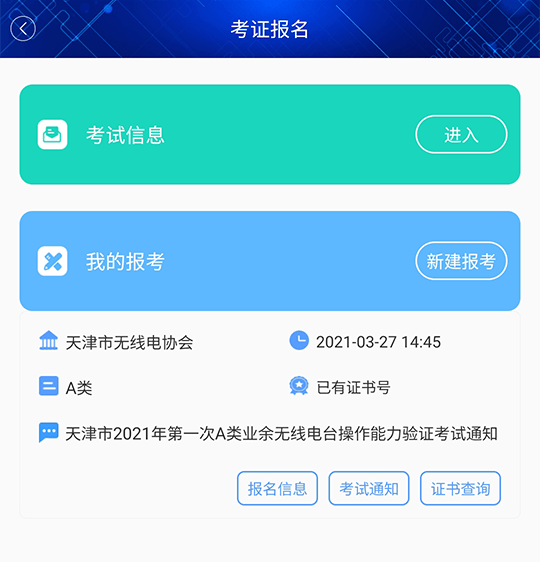 考证报名
考试信息
进入
我的报考
新建报考
天津市无线电协会
2021-03-27 14:45
A类
已有证书号
天津市2021年第一次A类业余无线电台操作能力验证考试通知
报名信息
考试通知
证书查询